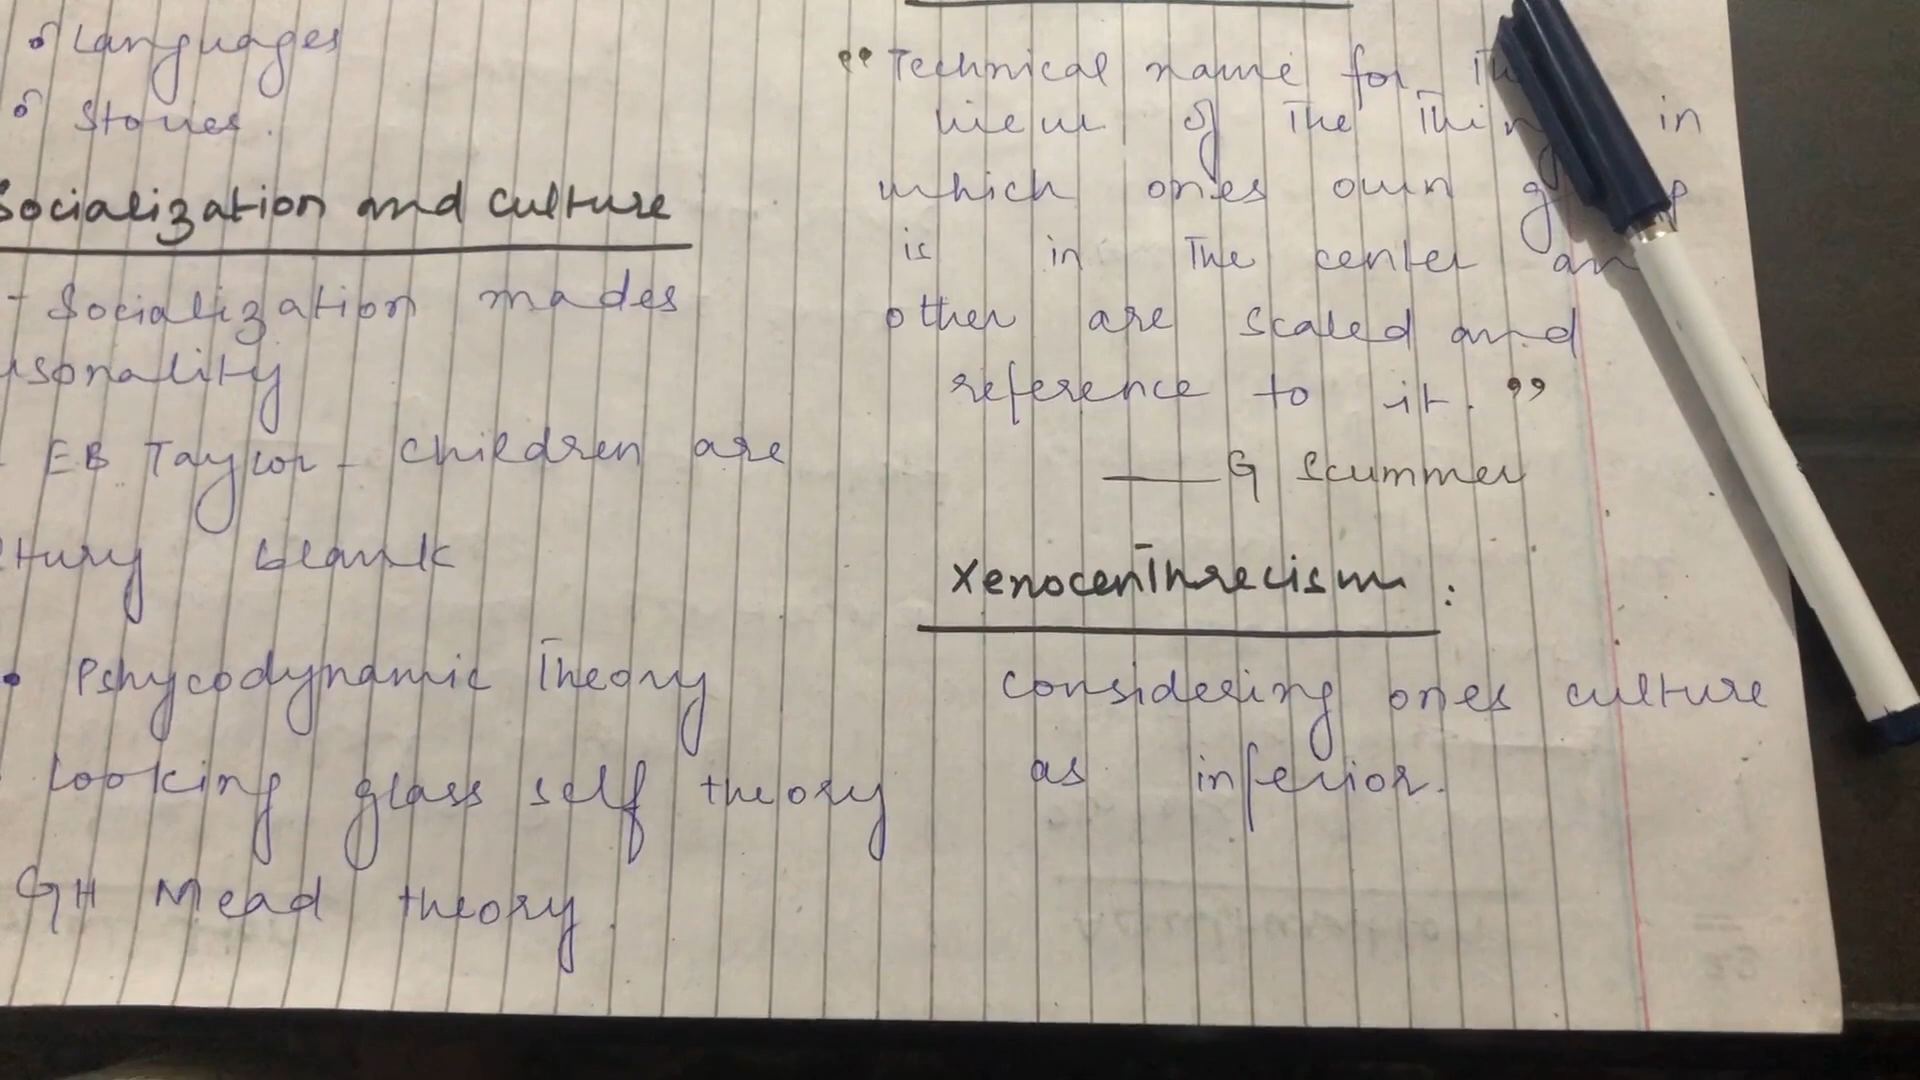 Languages
Stories.
Socialization and culture
- Socialization mades
EB Taylor - children are
blank
• Pshycodynamic Theory
looking glass self theory
GH Mead theory.
"Technical name for
view of The in
which ones own
is in The center
other are scaled and
reference to it."
— G Scummer
Xenocenthrecism :
considering ones culture
as inferior.